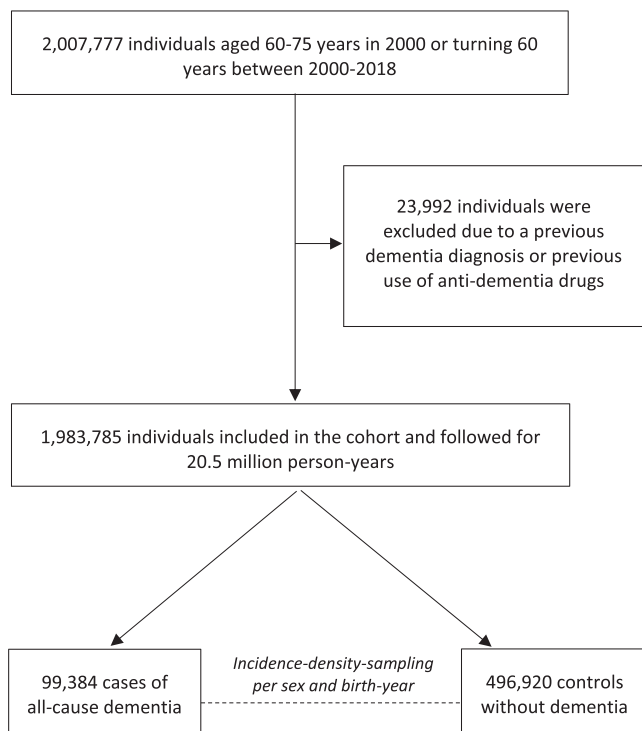 2,007,777 individuals aged 60-75 years in 2000 or turning 60
years between 2000-2018
23,992 individuals were
excluded due to a previous
dementia diagnosis or previous
use of anti-dementia drugs
1,983,785 individuals included in the cohort and followed for
20.5 million person-years
99,384 cases of
all-cause dementia
Incidence-density-sampling
per sex and birth-year
496,920 controls
without dementia